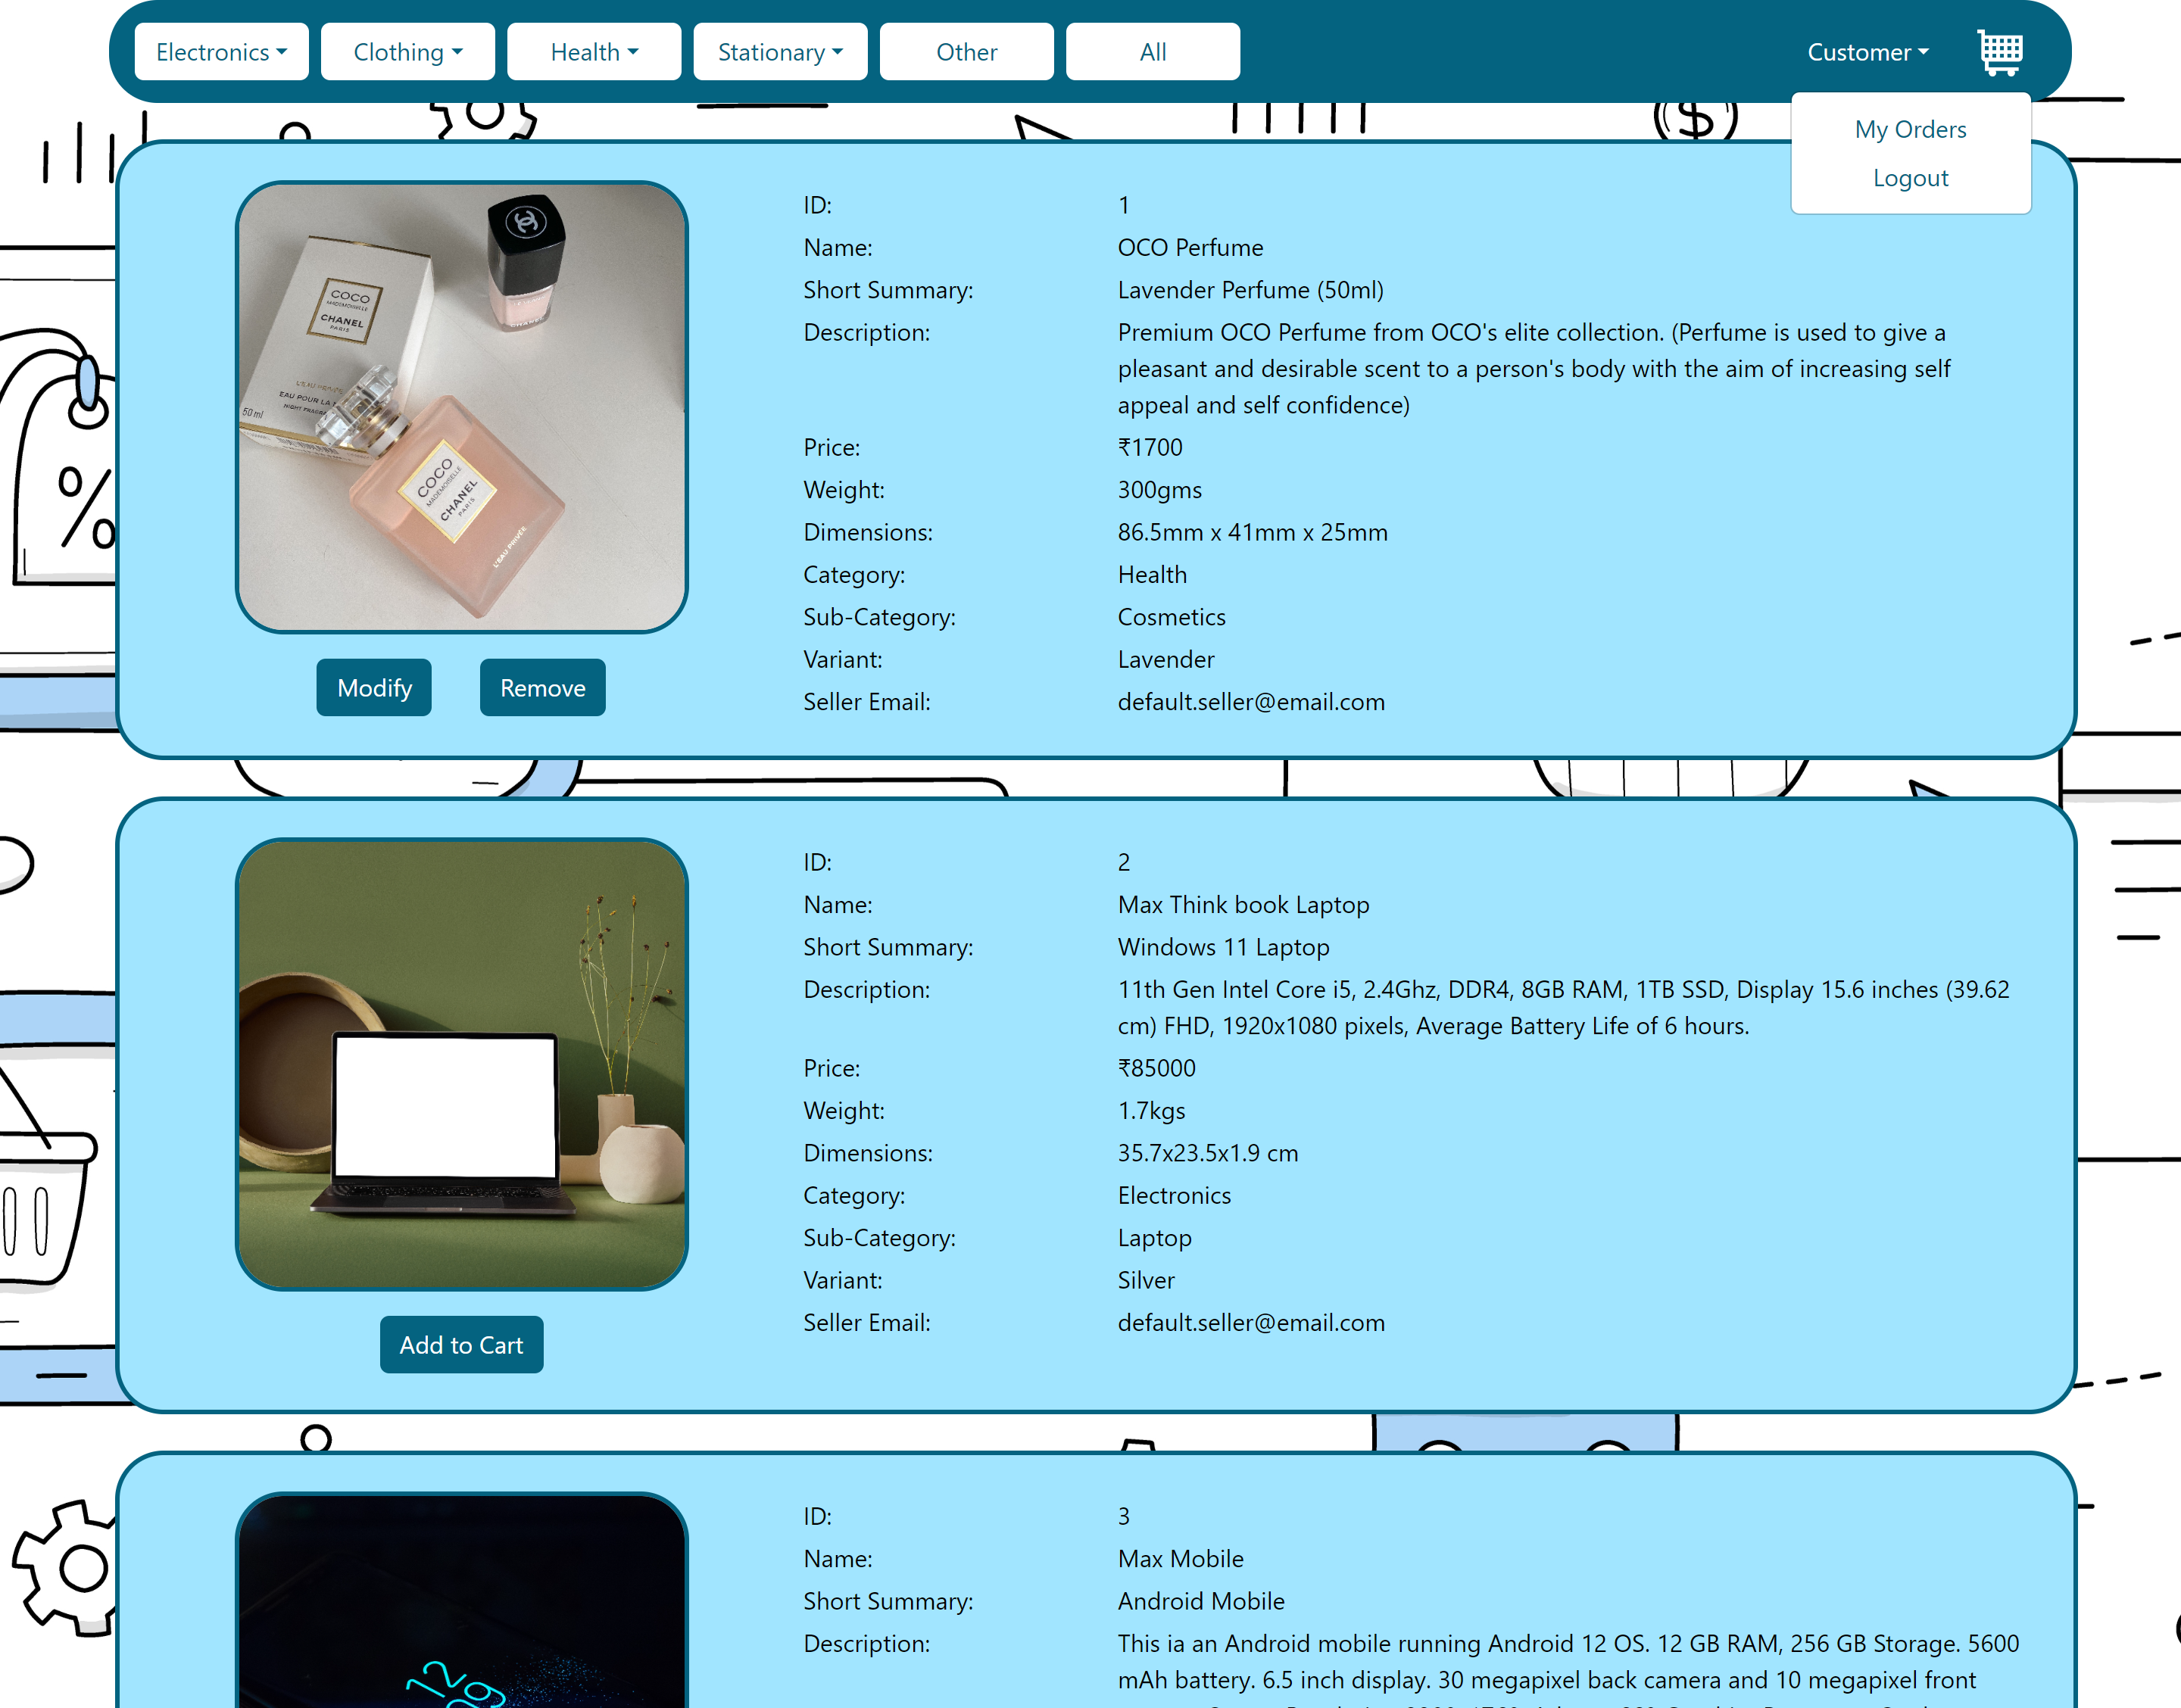 Electronics
Clothing
Health
Stationary
Other
All
Customer
My Orders
Logout
$
%
COCO
MADEMOISELLE
CHANEL
PARIS
EAU POUR LA
50 ml
CHANEL
COCO
MADEMOISELLE
CHANEL
PARIS
L'EAU PRIVÉE
Modify
Remove
ID: 1
Name: OCO Perfume
Short Summary: Lavender Perfume (50ml)
Description: Premium OCO Perfume from OCO's elite collection. (Perfume is used to give a
pleasant and desirable scent to a person's body with the aim of increasing self
appeal and self confidence)
Price: ₹1700
Weight: 300gms
Dimensions: 86.5mm x 41mm x 25mm
Category: Health
Sub-Category: Cosmetics
Variant: Lavender
Seller Email: default.seller@email.com
Add to Cart
ID: 2
Name: Max Think book Laptop
Short Summary: Windows 11 Laptop
Description: 11th Gen Intel Core i5, 2.4Ghz, DDR4, 8GB RAM, 1TB SSD, Display 15.6 inches (39.62
cm) FHD, 1920x1080 pixels, Average Battery Life of 6 hours.
Price: ₹85000
Weight: 1.7kgs
Dimensions: 35.7x23.5x1.9 cm
Category: Electronics
Sub-Category: Laptop
Variant: Silver
Seller Email: default.seller@email.com
12
ID: 3
Name: Max Mobile
Short Summary: Android Mobile
Description: This ia an Android mobile running Android 12 OS. 12 GB RAM, 256 GB Storage. 5600
mAh battery. 6.5 inch display. 30 megapixel back camera and 10 megapixel front